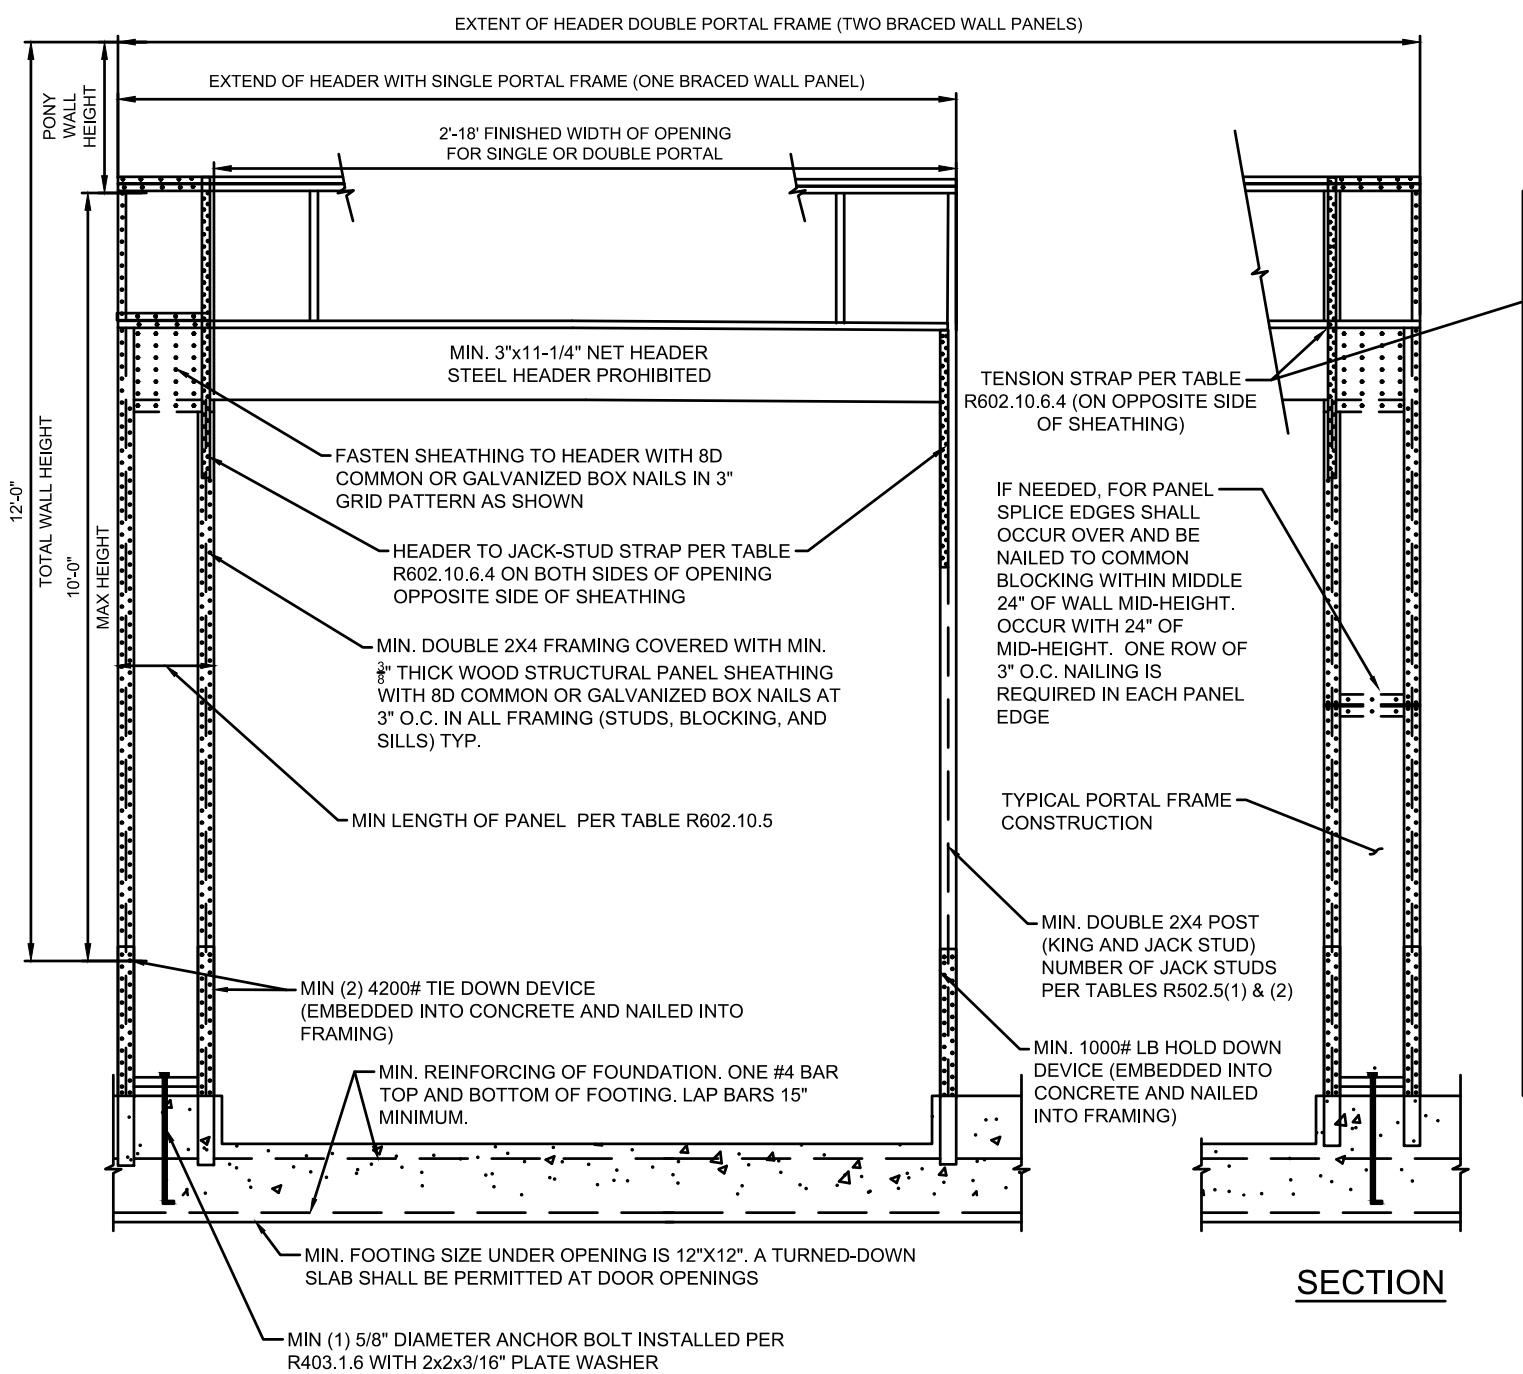 EXTENT OF HEADER DOUBLE PORTAL FRAME (TWO BRACED WALL PANELS)
EXTEND OF HEADER WITH SINGLE PORTAL FRAME (ONE BRACED WALL PANEL)
PONY
WALL
HEIGHT
2'-18' FINISHED WIDTH OF OPENING
FOR SINGLE OR DOUBLE PORTAL
12'-0"
TOTAL WALL HEIGHT
10'-0"
MAX HEIGHT
MIN. 3"x11-1/4" NET HEADER
STEEL HEADER PROHIBITED
FASTEN SHEATHING TO HEADER WITH 8D
COMMON OR GALVANIZED BOX NAILS IN 3"
GRID PATTERN AS SHOWN
HEADER TO JACK-STUD STRAP PER TABLE
R602.10.6.4 ON BOTH SIDES OF OPENING
OPPOSITE SIDE OF SHEATHING
MIN. DOUBLE 2X4 FRAMING COVERED WITH MIN.
3/8" THICK WOOD STRUCTURAL PANEL SHEATHING
WITH 8D COMMON OR GALVANIZED BOX NAILS AT
3" O.C. IN ALL FRAMING (STUDS, BLOCKING, AND
SILLS) TYP.
MIN LENGTH OF PANEL PER TABLE R602.10.5
MIN (2) 4200# TIE DOWN DEVICE
(EMBEDDED INTO CONCRETE AND NAILED INTO
FRAMING)
MIN. REINFORCING OF FOUNDATION. ONE #4 BAR
TOP AND BOTTOM OF FOOTING. LAP BARS 15"
MINIMUM.
MIN. FOOTING SIZE UNDER OPENING IS 12"X12". A TURNED-DOWN
SLAB SHALL BE PERMITTED AT DOOR OPENINGS
MIN (1) 5/8" DIAMETER ANCHOR BOLT INSTALLED PER
R403.1.6 WITH 2x2x3/16" PLATE WASHER
TENSION STRAP PER TABLE
R602.10.6.4 (ON OPPOSITE SIDE
OF SHEATHING)
IF NEEDED, FOR PANEL
SPLICE EDGES SHALL
OCCUR OVER AND BE
NAILED TO COMMON
BLOCKING WITHIN MIDDLE
24" OF WALL MID-HEIGHT.
OCCUR WITH 24" OF
MID-HEIGHT. ONE ROW OF
3" O.C. NAILING IS
REQUIRED IN EACH PANEL
EDGE
TYPICAL PORTAL FRAME
CONSTRUCTION
MIN. DOUBLE 2X4 POST
(KING AND JACK STUD)
NUMBER OF JACK STUDS
PER TABLES R502.5(1) & (2)
MIN. 1000# LB HOLD DOWN
DEVICE (EMBEDDED INTO
CONCRETE AND NAILED
INTO FRAMING)
SECTION